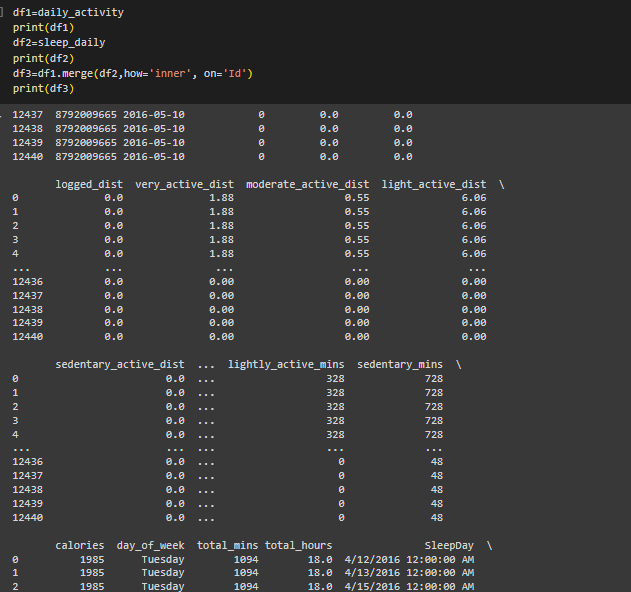 df1=daily_activity
print(df1)
df2=sleep_daily
print(df2)
df3=df1.merge(df2,how='inner', on='Id')
print(df3)
12437 8792009665 2016-05-10 0 0.0 0.0
12438 8792009665 2016-05-10 0 0.0 0.0
12439 8792009665 2016-05-10 0 0.0 0.0
12440 8792009665 2016-05-10 0 0.0 0.0
logged_dist very_active_dist moderate_active_dist light_active_dist \
0 0.0 1.88 0.55 6.06
1 0.0 1.88 0.55 6.06
2 0.0 1.88 0.55 6.06
3 0.0 1.88 0.55 6.06
4 0.0 1.88 0.55 6.06
... ... ... ... ...
12436 0.0 0.00 0.00 0.00
12437 0.0 0.00 0.00 0.00
12438 0.0 0.00 0.00 0.00
12439 0.0 0.00 0.00 0.00
12440 0.0 0.00 0.00 0.00
sedentary_active_dist ... lightly_active_mins sedentary_mins \
0 0.0 ... 328 728
1 0.0 ... 328 728
2 0.0 ... 328 728
3 0.0 ... 328 728
4 0.0 ... 328 728
... ... ... ... ...
12436 0.0 ... 0 48
12437 0.0 ... 0 48
12438 0.0 ... 0 48
12439 0.0 ... 0 48
12440 0.0 ... 0 48
calories day_of_week total_mins total_hours SleepDay \
0 1985 Tuesday 1094 18.0 4/12/2016 12:00:00 AM
1 1985 Tuesday 1094 18.0 4/13/2016 12:00:00 AM
2 1985 Tuesday 1094 18.0 4/15/2016 12:00:00 AM